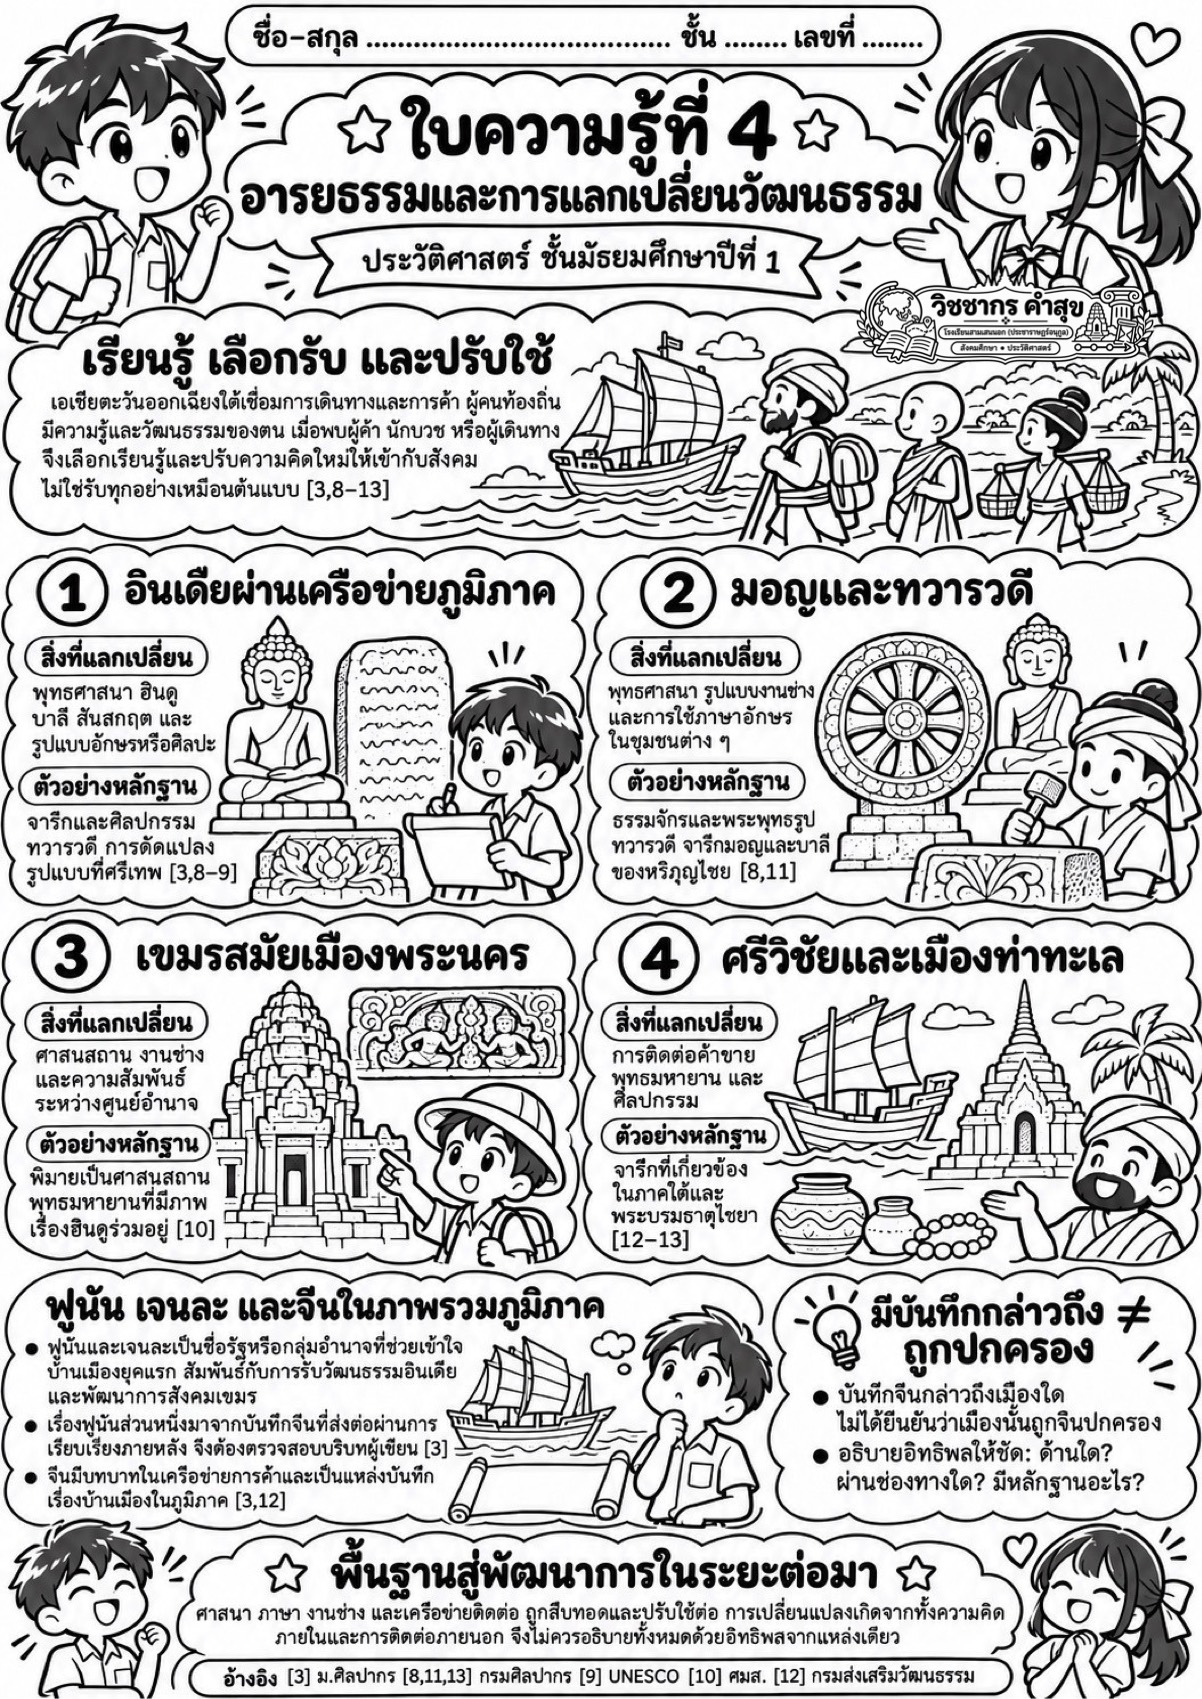 ชื่อ-สกุล ........................................ ชั้น ........ เลขที่ ........
ใบความรู้ที่ 4
อารยธรรมและการแลกเปลี่ยนวัฒนธรรม
ประวัติศาสตร์ ชั้นมัธยมศึกษาปีที่ 1
วิชชากร คำสุข
โรงเรียนสามเสนนอก (ประชาราษฎร์อนุกูล)
สังคมศึกษา • ประวัติศาสตร์
เรียนรู้ เลือกรับ และปรับใช้
เอเชียตะวันออกเฉียงใต้เชื่อมการเดินทางและการค้า ผู้คนท้องถิ่น
มีความรู้และวัฒนธรรมของตน เมื่อพบผู้ค้า นักบวช หรือผู้เดินทาง
จึงเลือกเรียนรู้และปรับความคิดใหม่ให้เข้ากับสังคม
ไม่ใช่รับทุกอย่างเหมือนต้นแบบ [3,8-13]
1 อินเดียผ่านเครือข่ายภูมิภาค
สิ่งที่แลกเปลี่ยน
พุทธศาสนา ฮินดู
บาลี สันสกฤต และ
รูปแบบอักษรหรือศิลปะ
ตัวอย่างหลักฐาน
จารึกและศิลปกรรม
ทวารวดี การดัดแปลง
รูปแบบที่ศรีเทพ [3,8-9]
2 มอญและทวารวดี
สิ่งที่แลกเปลี่ยน
พุทธศาสนา รูปแบบงานช่าง
และการใช้ภาษาอักษร
ในชุมชนต่าง ๆ
ตัวอย่างหลักฐาน
ธรรมจักรและพระพุทธรูป
ทวารวดี จารึกมอญและบาลี
ของหริภุญไชย [8,11]
3 เขมรสมัยเมืองพระนคร
สิ่งที่แลกเปลี่ยน
ศาสนสถาน งานช่าง
และความสัมพันธ์
ระหว่างศูนย์อำนาจ
ตัวอย่างหลักฐาน
พิมายเป็นศาสนสถาน
พุทธมหายานที่มีภาพ
เรื่องฮินดูร่วมอยู่ [10]
4 ศรีวิชัยและเมืองท่าทะเล
สิ่งที่แลกเปลี่ยน
การติดต่อค้าขาย
พุทธมหายาน และ
ศิลปกรรม
ตัวอย่างหลักฐาน
จารึกที่เกี่ยวข้อง
ในภาคใต้และ
พระบรมธาตุไชยา
[12-13]
ฟูนัน เจนละ และจีนในภาพรวมภูมิภาค
• ฟูนันและเจนละเป็นชื่อรัฐหรือกลุ่มอำนาจที่ช่วยเข้าใจ
บ้านเมืองยุคแรก สัมพันธ์กับการรับวัฒนธรรมอินเดีย
และพัฒนาการสังคมเขมร
• เรื่องฟูนันส่วนหนึ่งมาจากบันทึกจีนที่ส่งต่อผ่านการ
เรียบเรียงภายหลัง จึงต้องตรวจสอบบริบทผู้เขียน [3]
• จีนมีบทบาทในเครือข่ายการค้าและเป็นแหล่งบันทึก
เรื่องบ้านเมืองในภูมิภาค [3,12]
มีบันทึกกล่าวถึง ≠
ถูกปกครอง
• บันทึกจีนกล่าวถึงเมืองใด
ไม่ได้ยืนยันว่าเมืองนั้นถูกจีนปกครอง
• อธิบายอิทธิพลให้ชัด: ด้านใด?
ผ่านช่องทางใด? มีหลักฐานอะไร?
พื้นฐานสู่พัฒนาการในระยะต่อมา
ศาสนา ภาษา งานช่าง และเครือข่ายติดต่อ ถูกสืบทอดและปรับใช้ต่อ การเปลี่ยนแปลงเกิดจากทั้งความคิด
ภายในและการติดต่อภายนอก จึงไม่ควรอธิบายทั้งหมดด้วยอิทธิพลจากแหล่งเดียว
อ้างอิง [3] ม.ศิลปากร [8,11,13] กรมศิลปากร [9] UNESCO [10] ศมส. [12] กรมส่งเสริมวัฒนธรรม